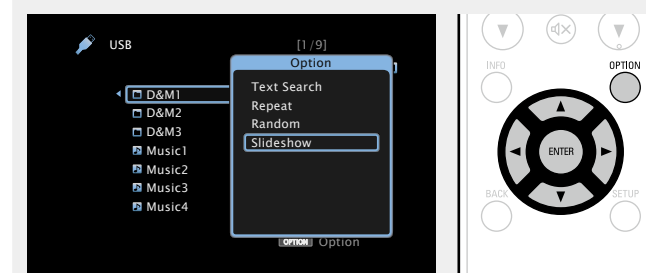 USB
[1/9]
Option
Text Search
Repeat
Random
Slideshow
D&M1
D&M2
D&M3
Music1
Music2
Music3
Music4
OPTION Option
INFO
OPTION
ENTER
BACK
SETUP